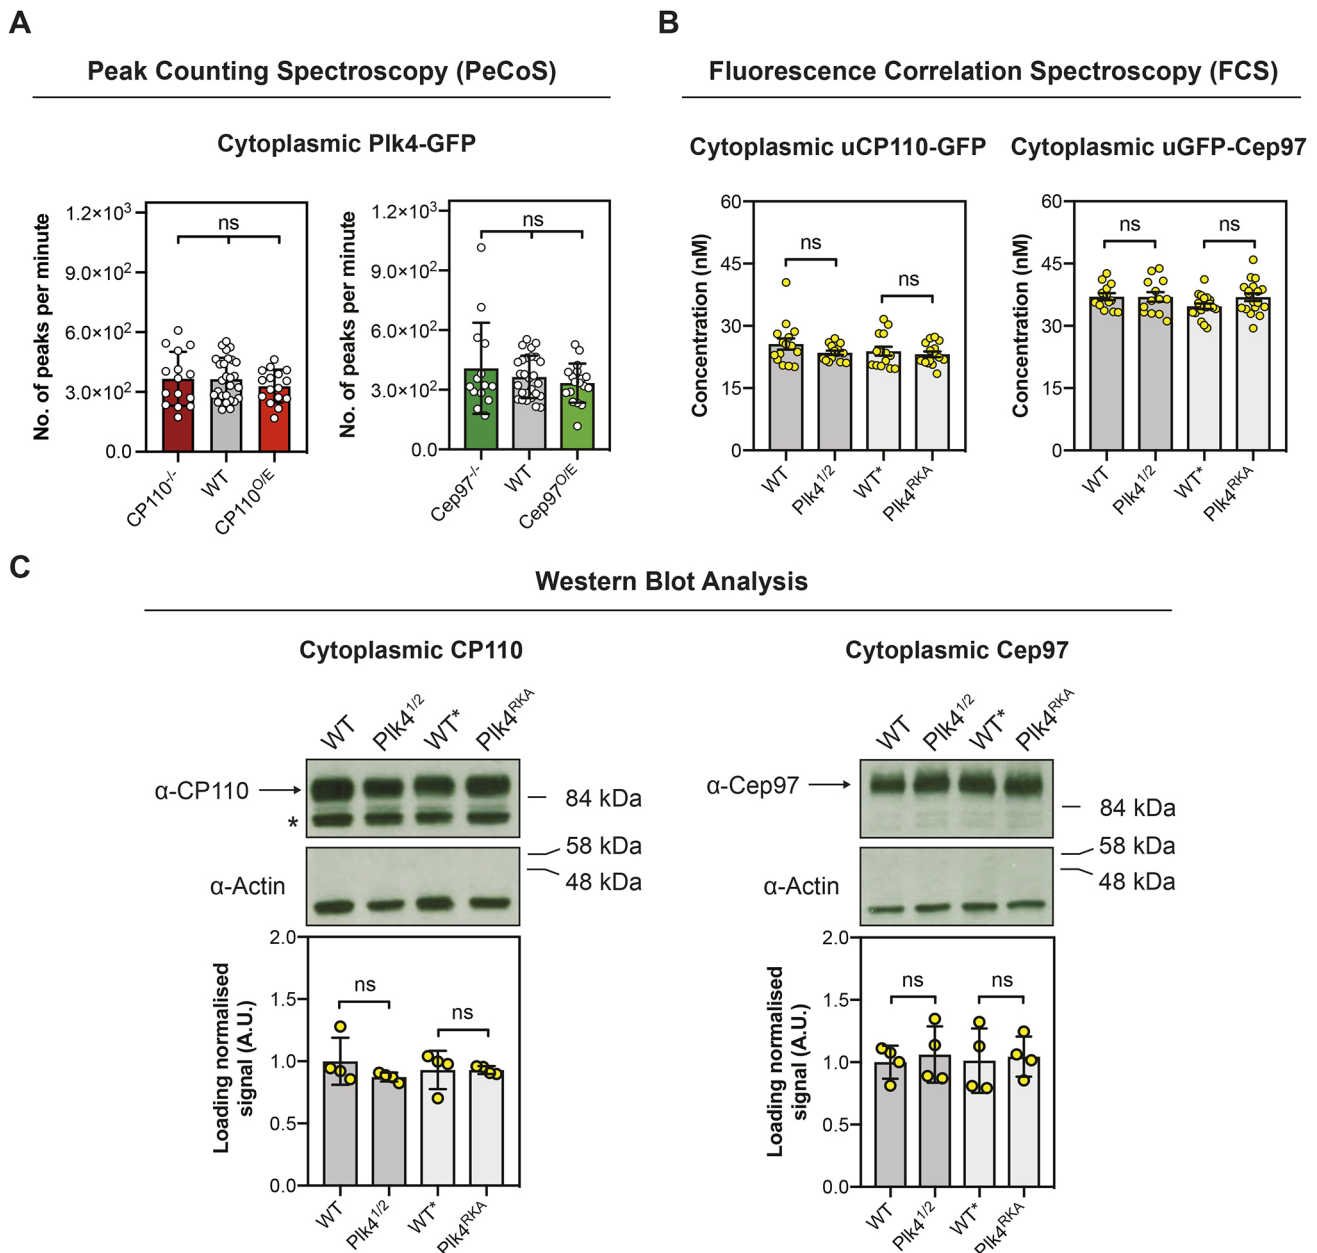 A
Peak Counting Spectroscopy (PeCoS)
Cytoplasmic Plk4-GFP
No. of peaks per minute
1.2×10³
9.0×10²
6.0×10²
3.0×10²
0.0
ns
CP110⁻/⁻
WT
CP110ᴼ/ᴱ
No. of peaks per minute
1.2×10³
9.0×10²
6.0×10²
3.0×10²
0.0
ns
Cep97⁻/⁻
WT
Cep97ᴼ/ᴱ
B
Fluorescence Correlation Spectroscopy (FCS)
Cytoplasmic uCP110-GFP
Concentration (nM)
60
45
30
15
0
ns
ns
WT
Plk4¹/²
WT*
Plk4ᴿᴷᴬ
Cytoplasmic uGFP-Cep97
Concentration (nM)
60
45
30
15
0
ns
ns
WT
Plk4¹/²
WT*
Plk4ᴿᴷᴬ
C
Western Blot Analysis
Cytoplasmic CP110
WT
Plk4¹/²
WT*
Plk4ᴿᴷᴬ
α-CP110
*
84 kDa
58 kDa
48 kDa
α-Actin
Loading normalised
signal (A.U.)
2.0
1.5
1.0
0.5
0.0
ns
ns
WT
Plk4¹/²
WT*
Plk4ᴿᴷᴬ
Cytoplasmic Cep97
WT
Plk4¹/²
WT*
Plk4ᴿᴷᴬ
α-Cep97
84 kDa
58 kDa
48 kDa
α-Actin
Loading normalised
signal (A.U.)
2.0
1.5
1.0
0.5
0.0
ns
ns
WT
Plk4¹/²
WT*
Plk4ᴿᴷᴬ